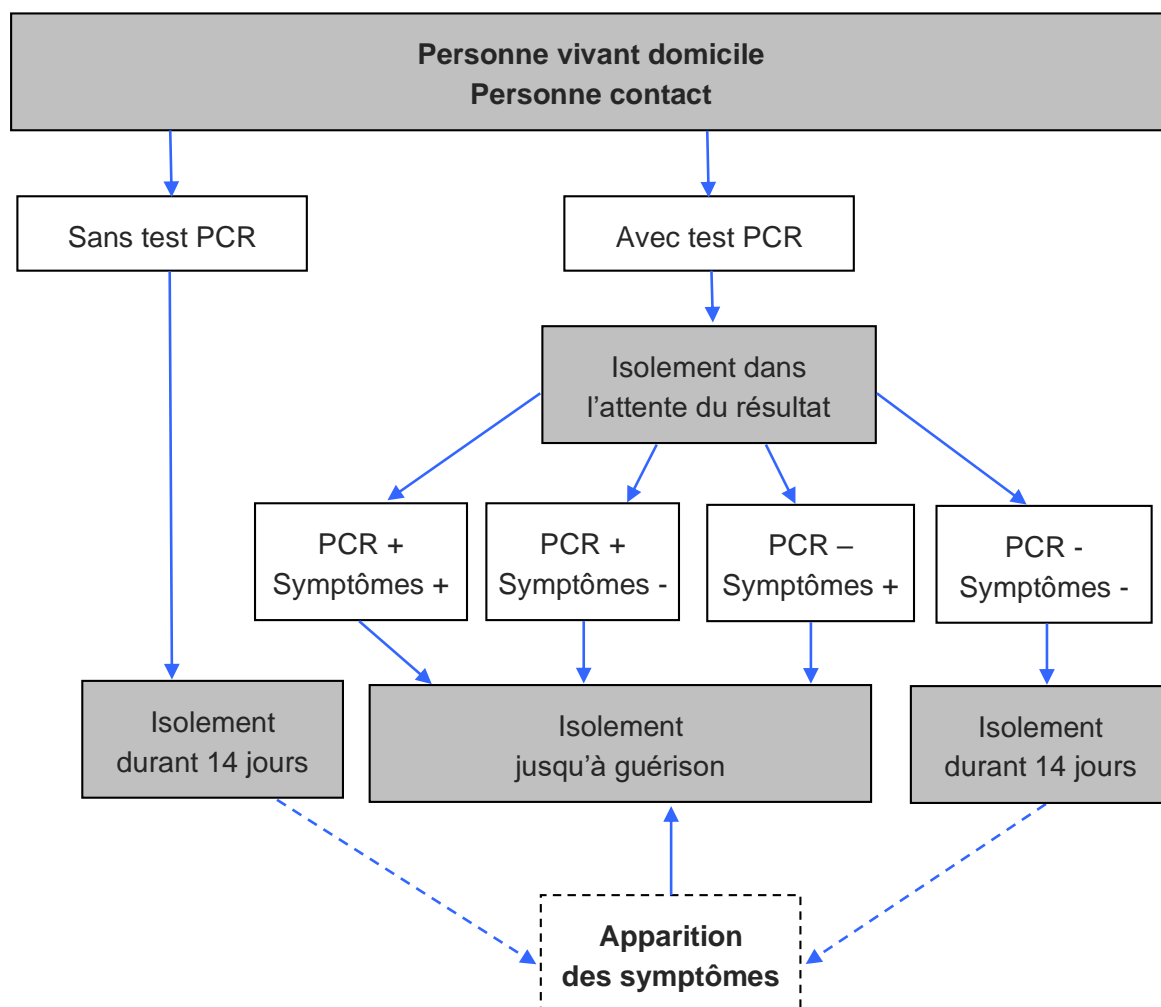 Personne vivant domicile
Personne contact
Sans test PCR
Avec test PCR
Isolement dans
l’attente du résultat
PCR +
Symptômes +
PCR +
Symptômes -
PCR –
Symptômes +
PCR -
Symptômes -
Isolement
durant 14 jours
Isolement
jusqu’à guérison
Isolement
durant 14 jours
Apparition
des symptômes